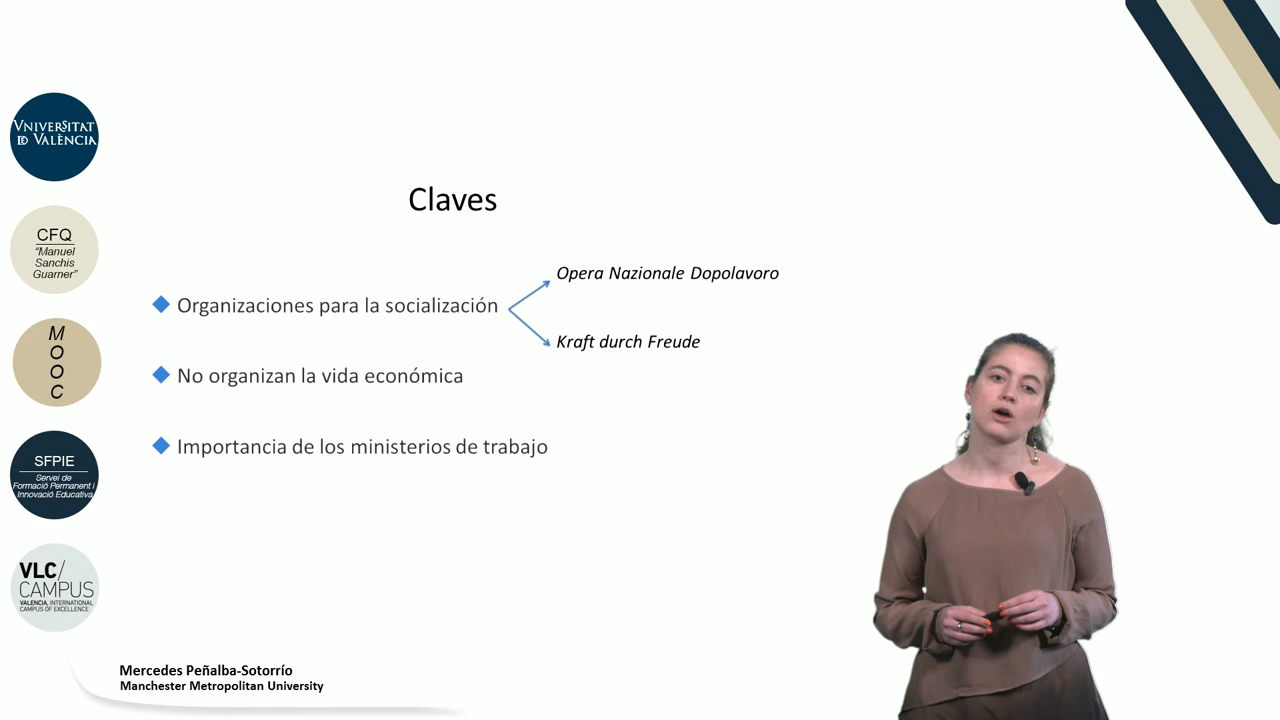 VNIVERSITAT
ID VALÈNCIA
CFQ
"Manuel
Sanchis
Guarner"
M
O
O
C
SFPIE
Servei de
Formació Permanent i
Innovació Educativa
VLC/
CAMPUS
VALENCIA, INTERNATIONAL
CAMPUS OF EXCELLENCE
Claves
Organizaciones para la socialización
Opera Nazionale Dopolavoro
Kraft durch Freude
No organizan la vida económica
Importancia de los ministerios de trabajo
Mercedes Peñalba-Sotorrío
Manchester Metropolitan University